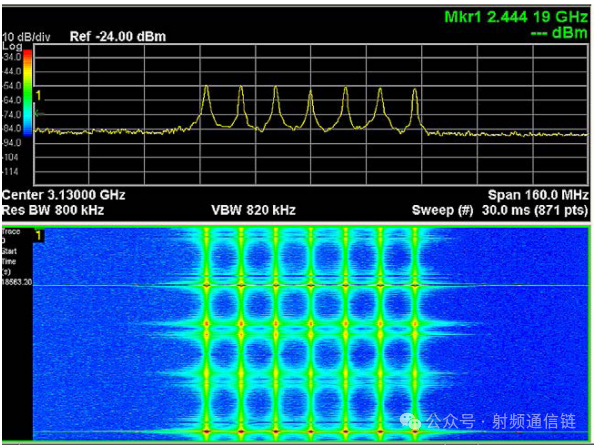 Mkr1 2.444 19 GHz
10 dB/div Ref -24.00 dBm --- dBm
Log
-34.0
-44.0
-54.0
-64.0
-74.0
-84.0
-94.0
-104
-114
1
Center 3.13000 GHz Span 160.0 MHz
Res BW 800 kHz VBW 820 kHz Sweep (#) 30.0 ms (871 pts)
Trace
0
Start
Time
(s)
18663.20
1
公众号 · 射频通信链